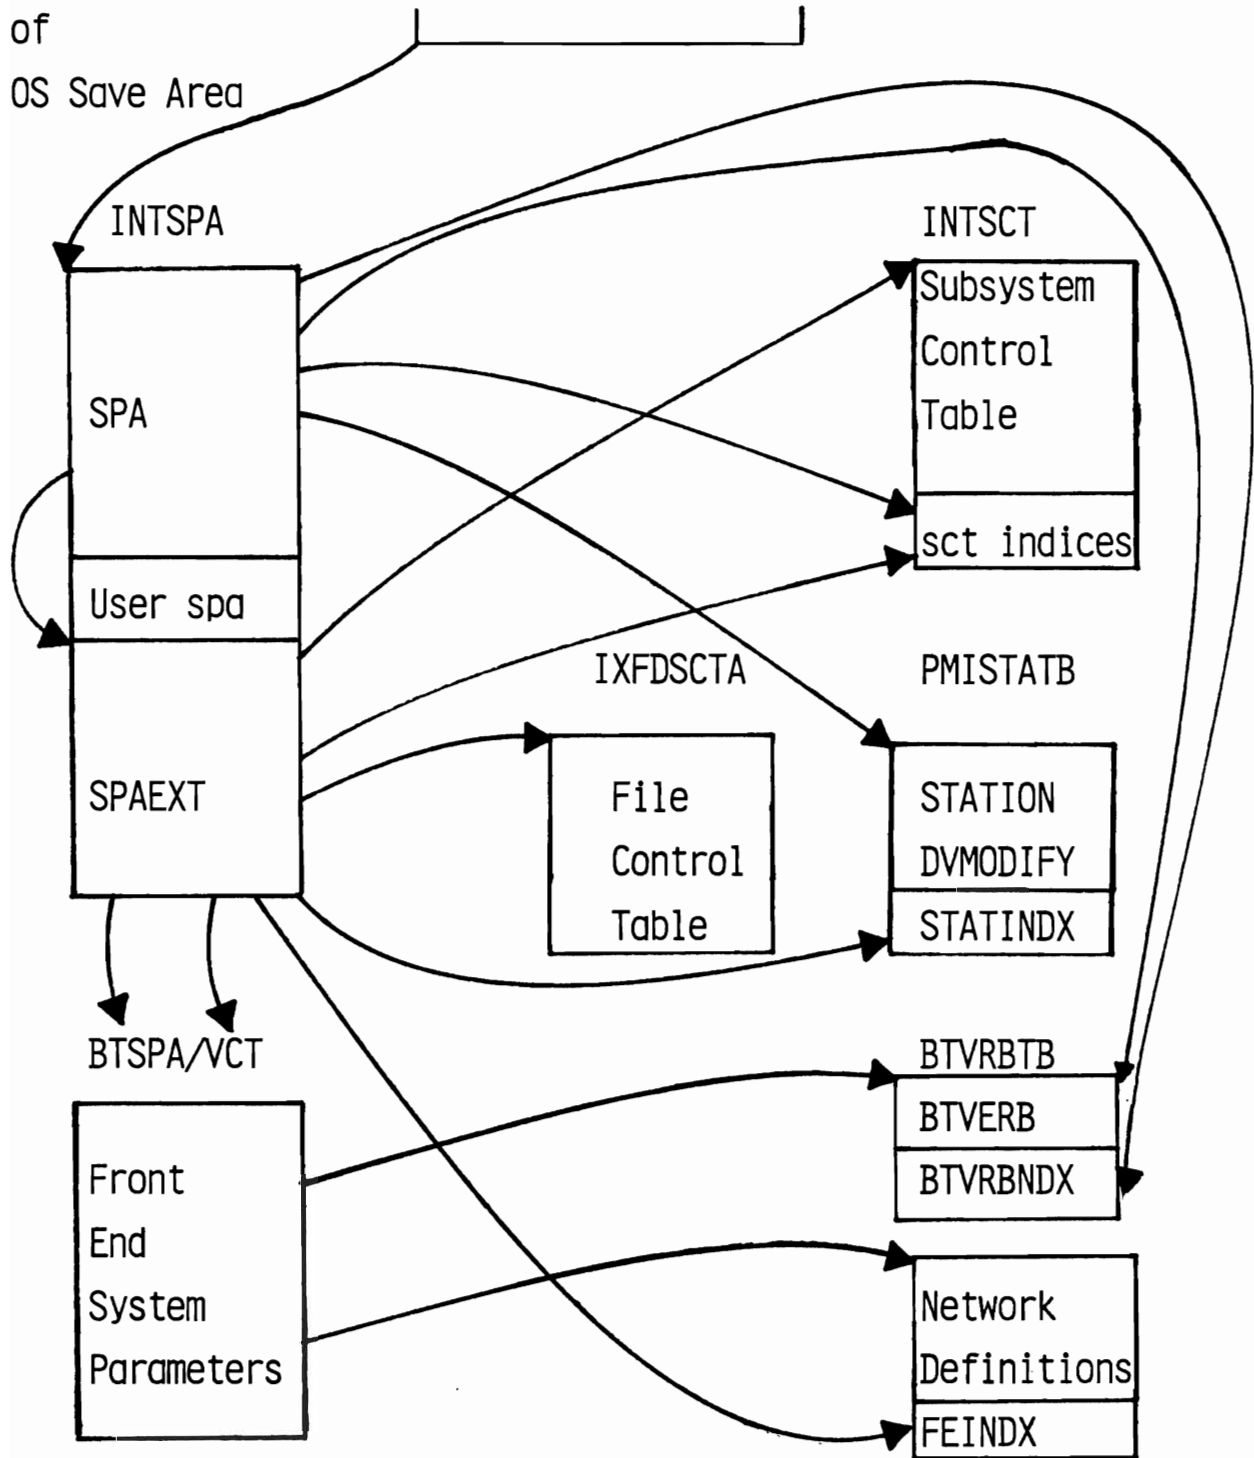 of
OS Save Area
INTSPA
SPA
User spa
SPAEXT
INTSCT
Subsystem
Control
Table
sct indices
IXFDSCTA
File
Control
Table
PMISTATB
STATION
DVMODIFY
STATINDX
BTSPA/VCT
Front
End
System
Parameters
BTVRBTB
BTVERB
BTVRBNDX
Network
Definitions
FEINDX